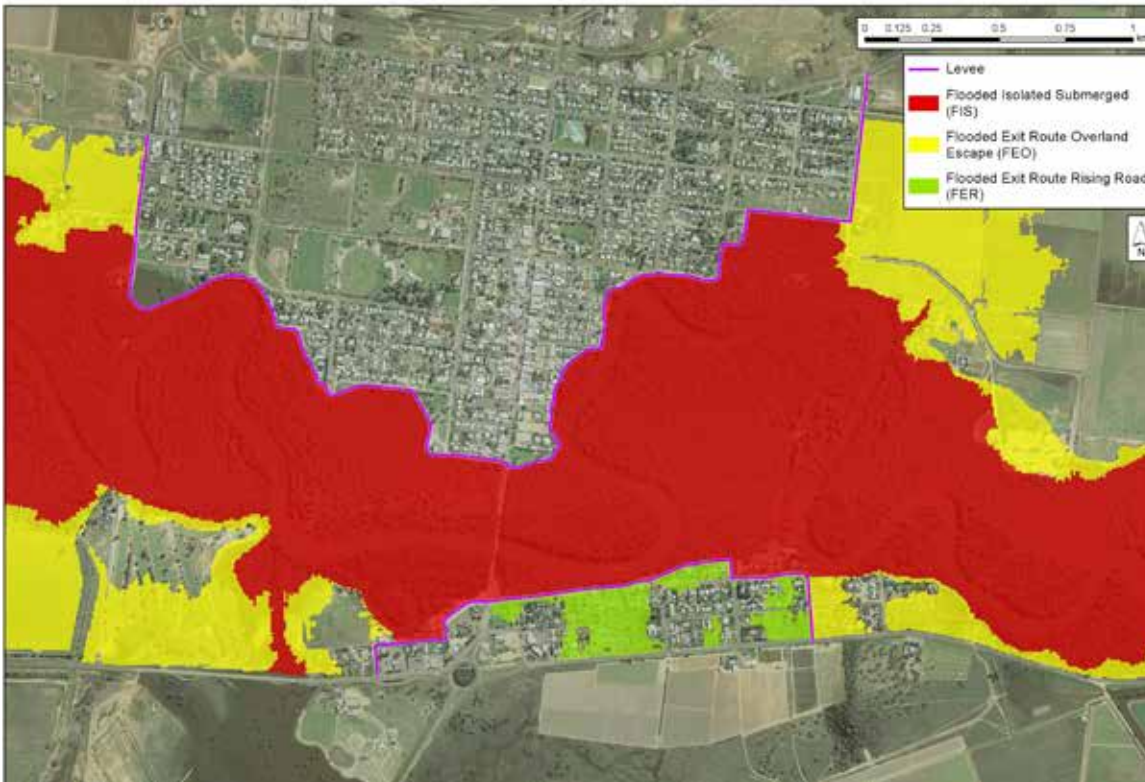 0 0.125 0.25 0.5 0.75 1
km
Levee
Flooded Isolated Submerged
(FIS)
Flooded Exit Route Overland
Escape (FEO)
Flooded Exit Route Rising Road
(FER)
N